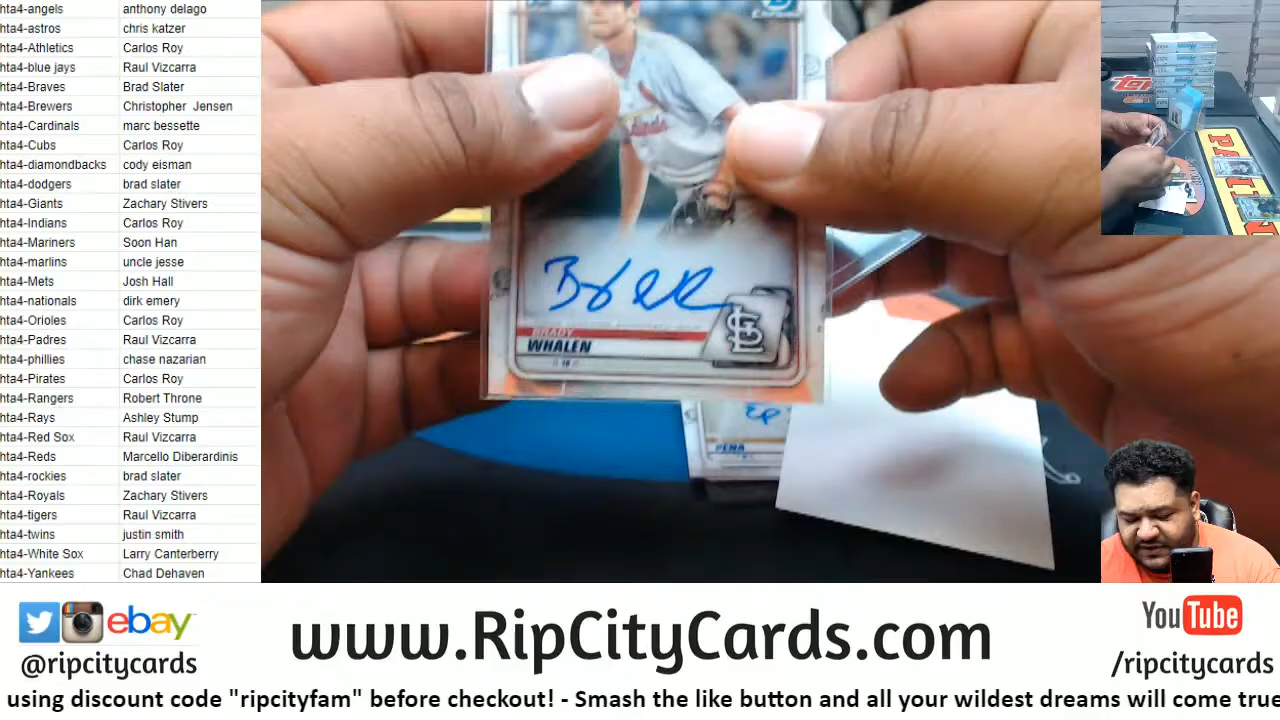 hta4-angels anthony delago
hta4-astros chris katzer
hta4-Athletics Carlos Roy
hta4-blue jays Raul Vizcarra
hta4-Braves Brad Slater
hta4-Brewers Christopher Jensen
hta4-Cardinals marc bessette
hta4-Cubs Carlos Roy
hta4-diamondbacks cody eisman
hta4-dodgers brad slater
hta4-Giants Zachary Stivers
hta4-Indians Carlos Roy
hta4-Mariners Soon Han
hta4-marlins uncle jesse
hta4-Mets Josh Hall
hta4-nationals dirk emery
hta4-Orioles Carlos Roy
hta4-Padres Raul Vizcarra
hta4-phillies chase nazarian
hta4-Pirates Carlos Roy
hta4-Rangers Robert Throne
hta4-Rays Ashley Stump
hta4-Red Sox Raul Vizcarra
hta4-Reds Marcello Diberardinis
hta4-rockies brad slater
hta4-Royals Zachary Stivers
hta4-tigers Raul Vizcarra
hta4-twins justin smith
hta4-White Sox Larry Canterberry
hta4-Yankees Chad Dehaven
Chrome
BRADY
WHALEN
STL
PENA
ebay
@ripcitycards
www.RipCityCards.com
YouTube
/ripcitycards
using discount code "ripcityfam" before checkout! - Smash the like button and all your wildest dreams will come true